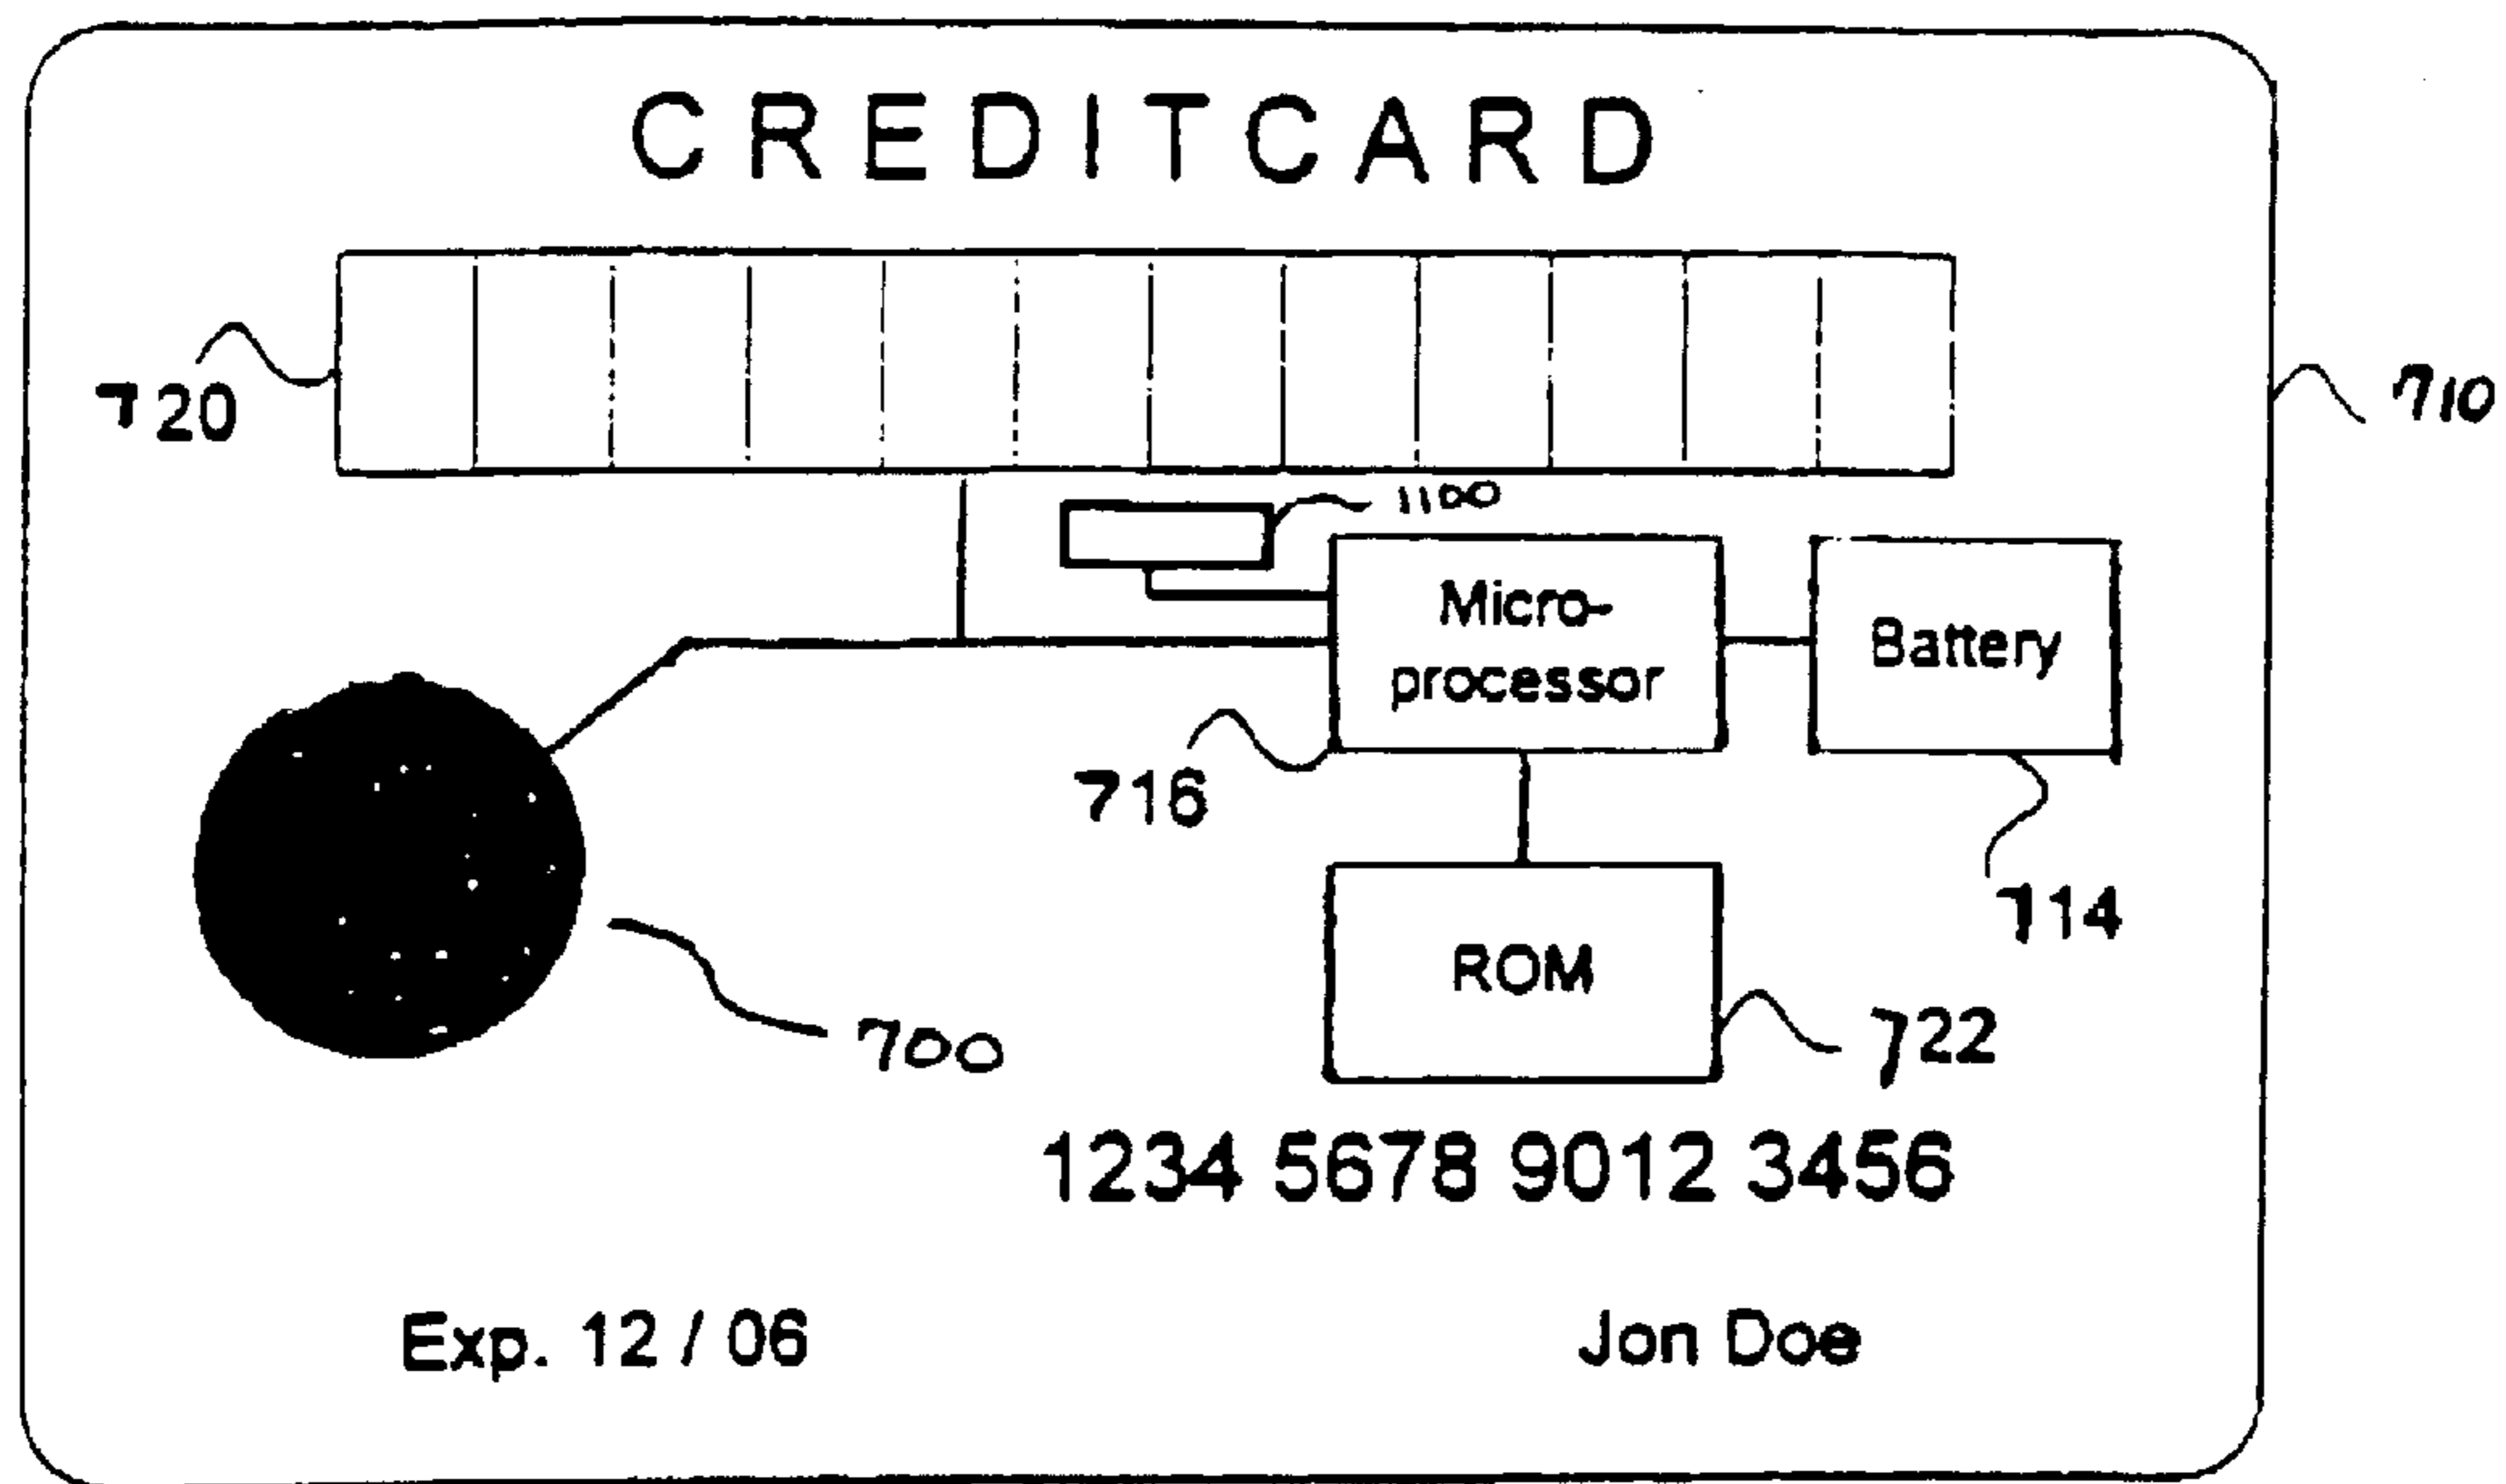 CREDITCARD
720
710
1100
Micro-
processor
Battery
716
714
ROM
700
722
1234 5678 9012 3456
Exp. 12 / 06
Jon Doe